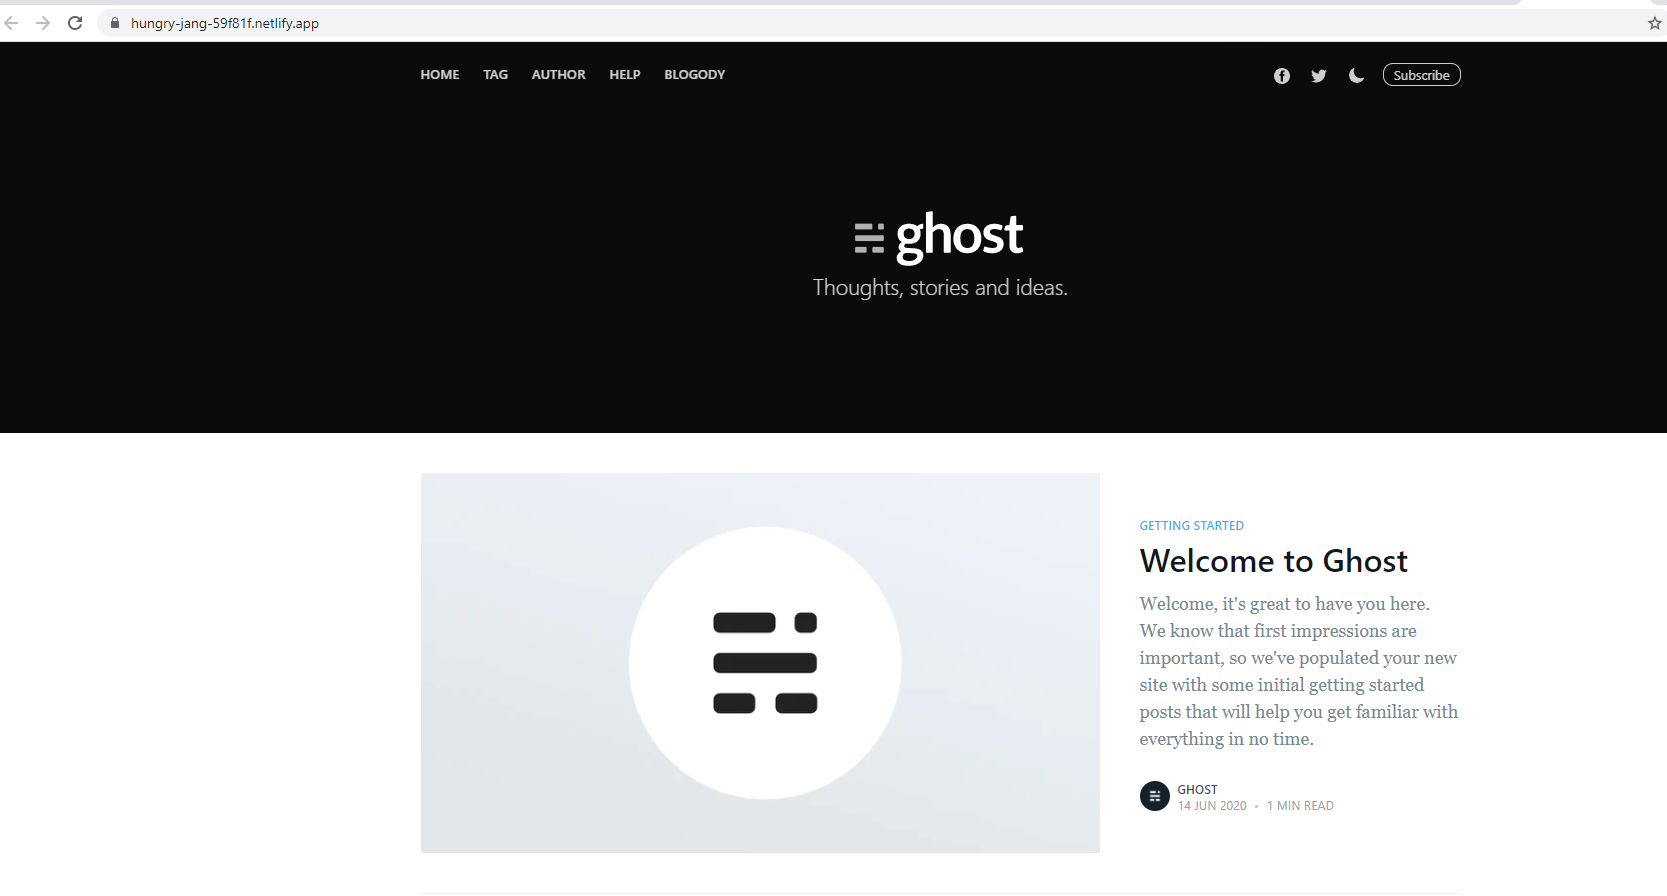 hungry-jang-59f81f.netlify.app
HOME TAG AUTHOR HELP BLOGODY Subscribe
ghost
Thoughts, stories and ideas.
GETTING STARTED
Welcome to Ghost
Welcome, it's great to have you here.
We know that first impressions are
important, so we've populated your new
site with some initial getting started
posts that will help you get familiar with
everything in no time.
GHOST
14 JUN 2020 • 1 MIN READ